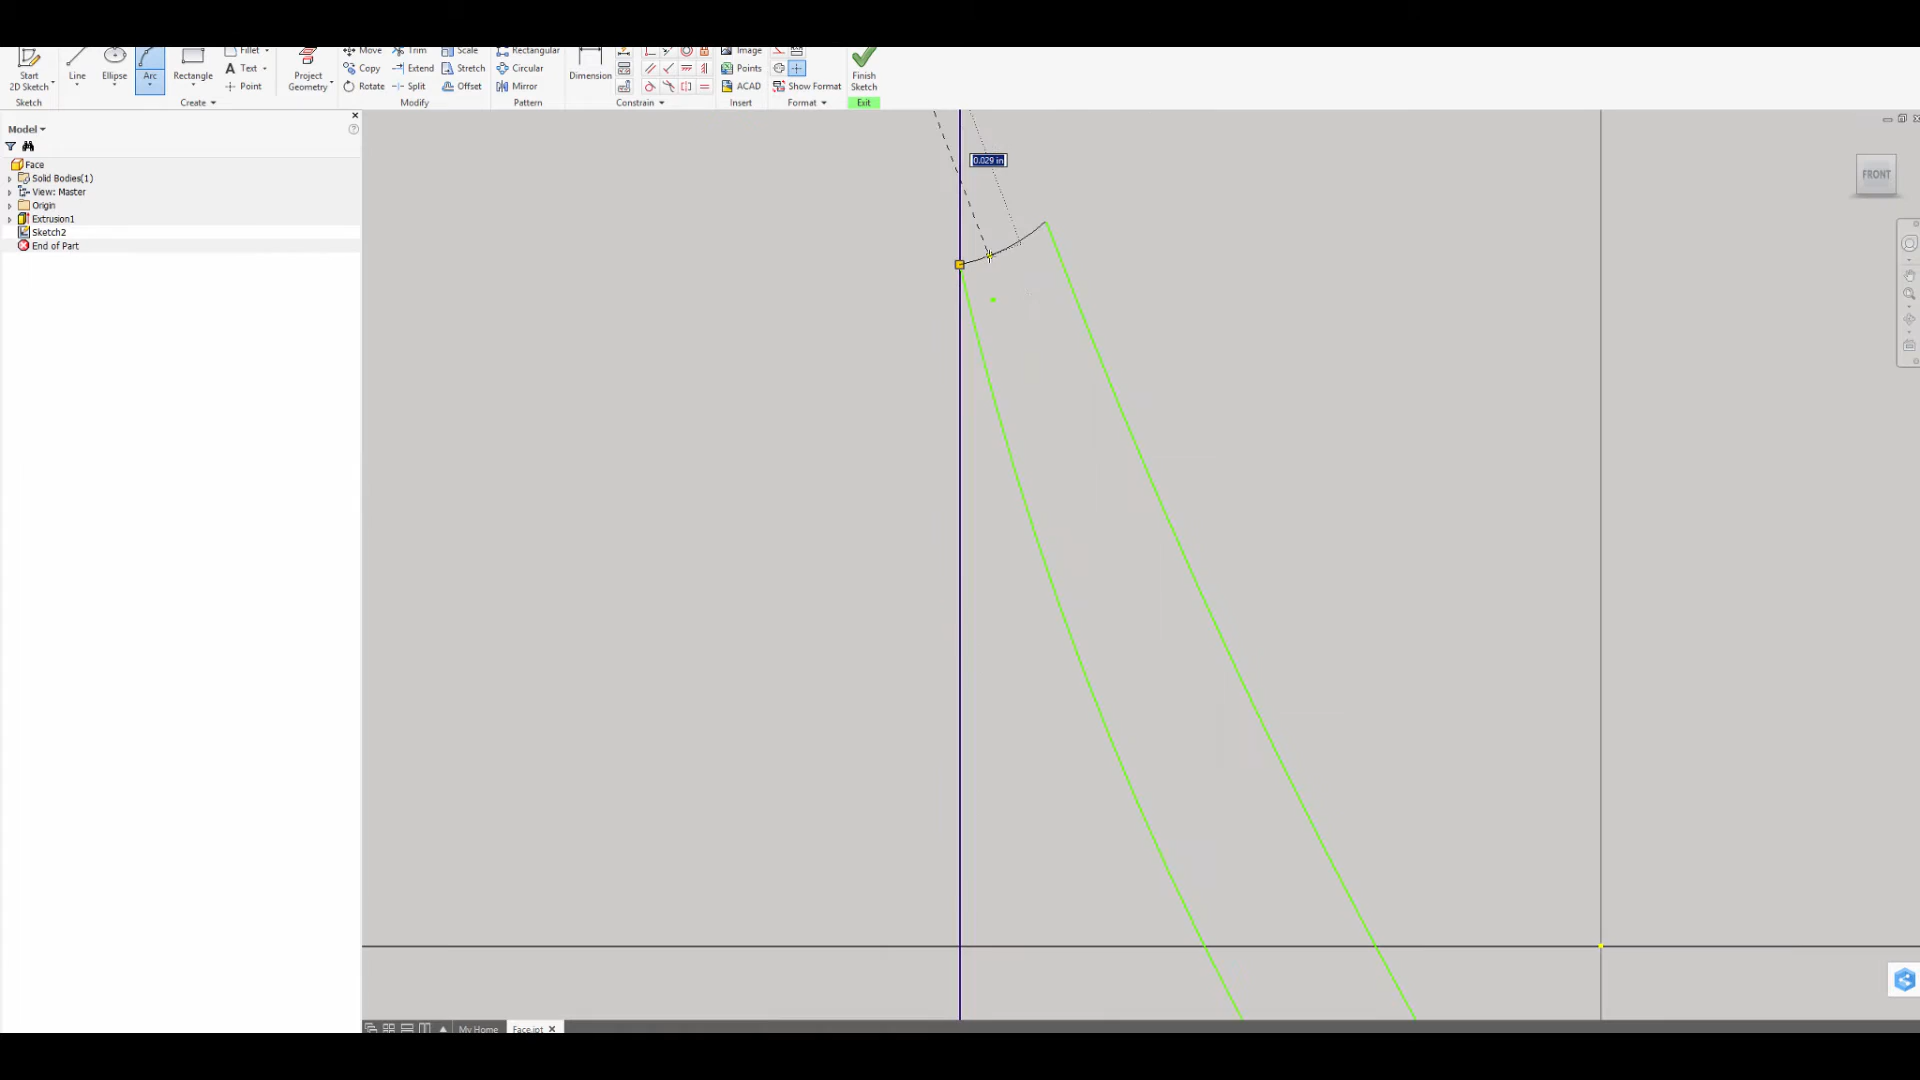 Fillet Move Trim Scale Rectangular Image
Start
2D Sketch
Line Ellipse Arc Rectangle Text Point
Project
Geometry
Copy Extend Stretch Circular
Rotate Split Offset Mirror
Dimension
Points
ACAD
Show Format
Finish
Sketch
Sketch Create Modify Pattern Constrain Insert Format Exit
Model
Face
Solid Bodies(1)
View: Master
Origin
Extrusion1
Sketch2
End of Part
0.029 in
FRONT
My Home Face.ipt